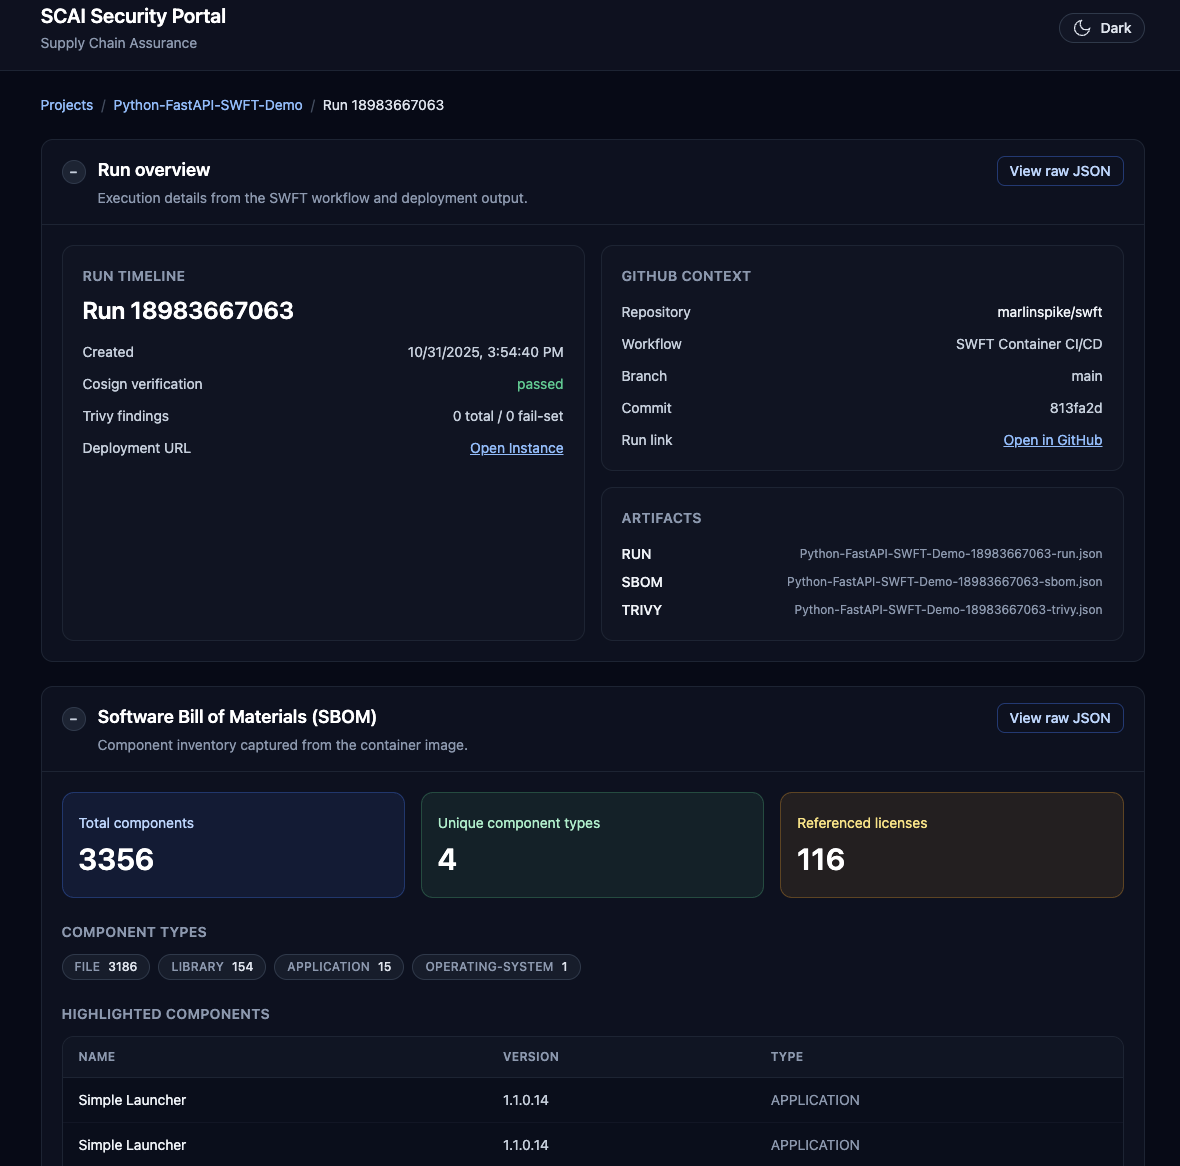 SCAI Security Portal
Supply Chain Assurance
Dark
Projects / Python-FastAPI-SWFT-Demo / Run 18983667063
Run overview
Execution details from the SWFT workflow and deployment output.
View raw JSON
RUN TIMELINE
Run 18983667063
Created 10/31/2025, 3:54:40 PM
Cosign verification passed
Trivy findings 0 total / 0 fail-set
Deployment URL Open Instance
GITHUB CONTEXT
Repository marlinspike/swft
Workflow SWFT Container CI/CD
Branch main
Commit 813fa2d
Run link Open in GitHub
ARTIFACTS
RUN Python-FastAPI-SWFT-Demo-18983667063-run.json
SBOM Python-FastAPI-SWFT-Demo-18983667063-sbom.json
TRIVY Python-FastAPI-SWFT-Demo-18983667063-trivy.json
Software Bill of Materials (SBOM)
Component inventory captured from the container image.
View raw JSON
Total components
3356
Unique component types
4
Referenced licenses
116
COMPONENT TYPES
FILE 3186 LIBRARY 154 APPLICATION 15 OPERATING-SYSTEM 1
HIGHLIGHTED COMPONENTS
NAME VERSION TYPE
Simple Launcher 1.1.0.14 APPLICATION
Simple Launcher 1.1.0.14 APPLICATION